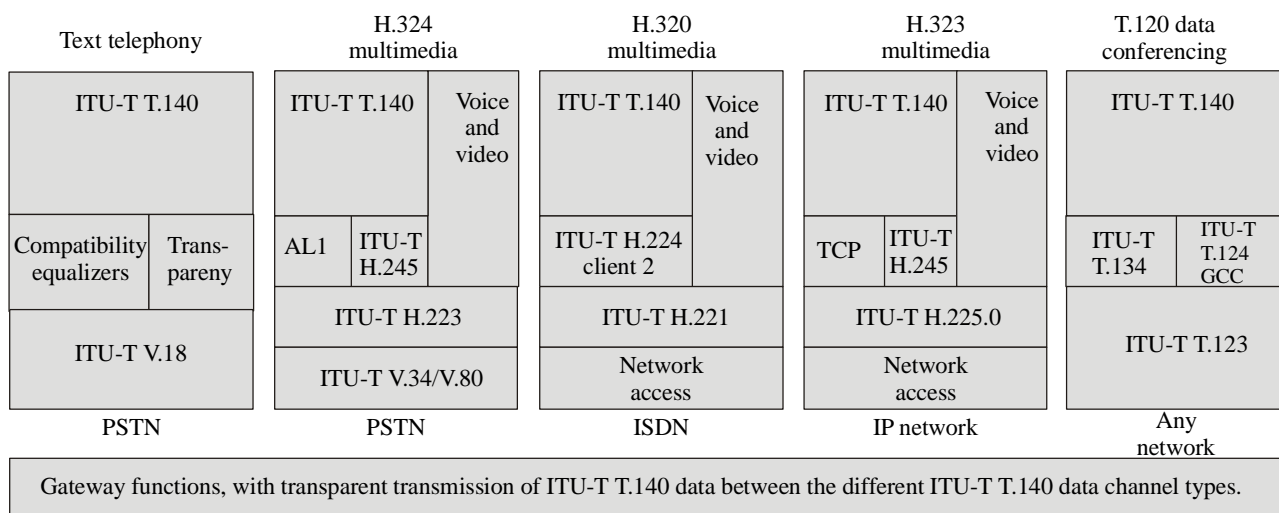 Text telephony
ITU-T T.140
Compatibility
equalizers
Trans-
pareny
ITU-T V.18
PSTN
H.324
multimedia
ITU-T T.140
Voice
and
video
AL1
ITU-T
H.245
ITU-T H.223
ITU-T V.34/V.80
PSTN
H.320
multimedia
ITU-T T.140
Voice
and
video
ITU-T H.224
client 2
ITU-T H.221
Network
access
ISDN
H.323
multimedia
ITU-T T.140
Voice
and
video
TCP
ITU-T
H.245
ITU-T H.225.0
Network
access
IP network
T.120 data
conferencing
ITU-T T.140
ITU-T
T.134
ITU-T
T.124
GCC
ITU-T T.123
Any
network
Gateway functions, with transparent transmission of ITU-T T.140 data between the different ITU-T T.140 data channel types.